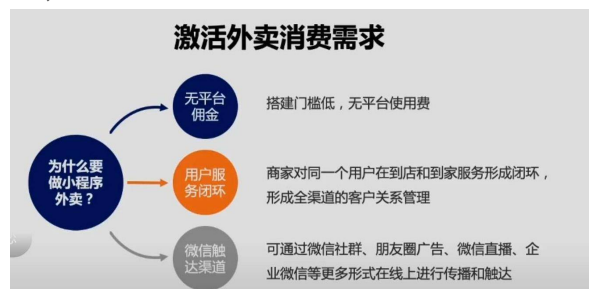 激活外卖消费需求
无平台
佣金
搭建门槛低，无平台使用费
为什么要
做小程序
外卖？
用户服
务闭环
商家对同一个用户在到店和到家服务形成闭环，
形成全渠道的客户关系管理
微信触
达渠道
可通过微信社群、朋友圈广告、微信直播、企
业微信等更多形式在线上进行传播和触达